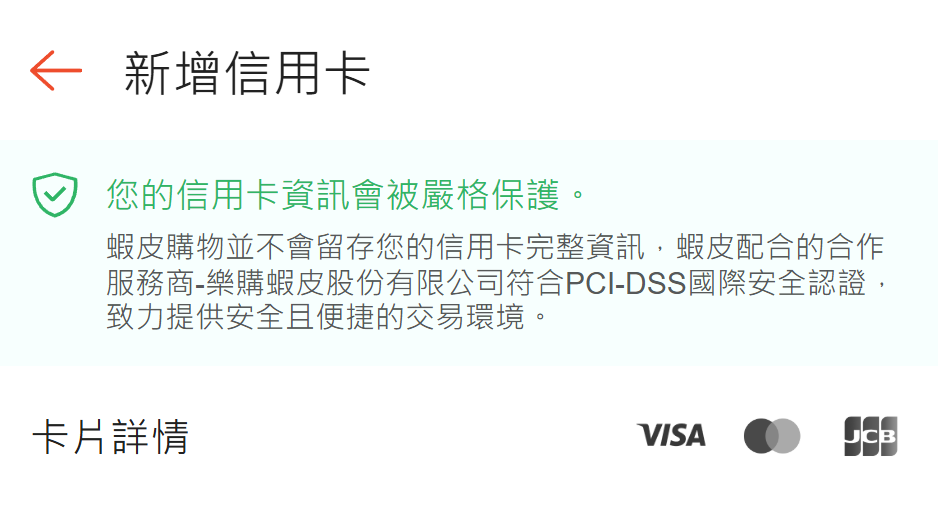 新增信用卡
您的信用卡資訊會被嚴格保護。
蝦皮購物並不會留存您的信用卡完整資訊，蝦皮配合的合作
服務商-樂購蝦皮股份有限公司符合PCI-DSS國際安全認證，
致力提供安全且便捷的交易環境。
卡片詳情 VISA JCB